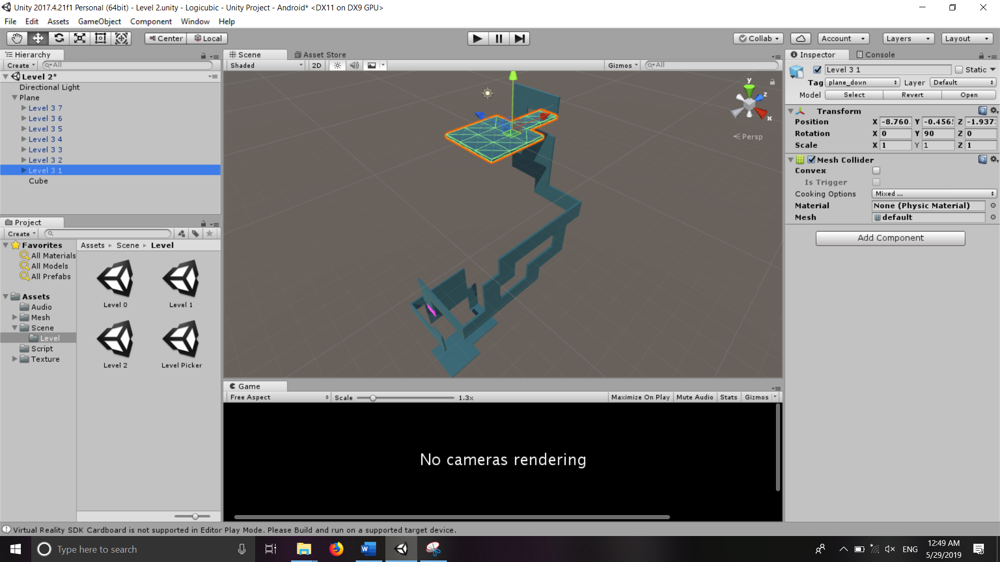 Unity 2017.4.21f1 Personal (64bit) - Level 2.unity - Logicubic - Unity Project - Android* <DX11 on DX9 GPU>
File Edit Assets GameObject Component Window Help
Center Local Collab Account Layers Layout
Hierarchy
Create All
Level 2*
Directional Light
Plane
Level 3 7
Level 3 6
Level 3 5
Level 3 4
Level 3 3
Level 3 2
Level 3 1
Cube
Project
Create
Favorites
All Materials
All Models
All Prefabs
Assets
Audio
Mesh
Scene
Level
Script
Texture
Assets Scene Level
Level 0 Level 1
Level 2 Level Picker
Scene Asset Store
Shaded 2D Gizmos All
y
z
x
Persp
Game
Free Aspect Scale 1.3x Maximize On Play Mute Audio Stats Gizmos
No cameras rendering
Inspector Console
Level 3 1 Static
Tag plane_down Layer Default
Model Select Revert Open
Transform
Position X -8.760. Y -0.456! Z -1.937:
Rotation X 0 Y 90 Z 0
Scale X 1 Y 1 Z 1
Mesh Collider
Convex
Is Trigger
Cooking Options Mixed ...
Material None (Physic Material)
Mesh default
Add Component
Virtual Reality SDK Cardboard is not supported in Editor Play Mode. Please Build and run on a supported target device.
Type here to search
ENG
12:49 AM
5/29/2019